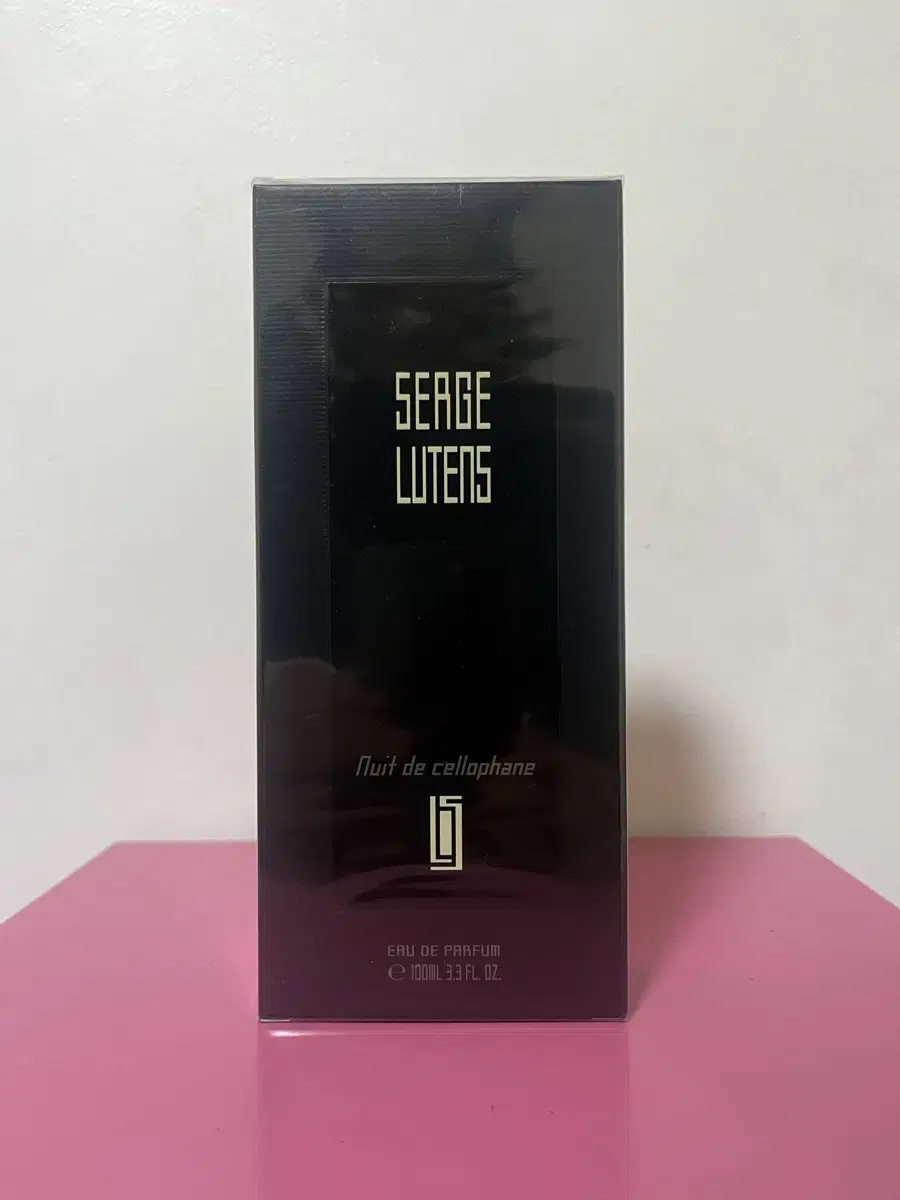 SERGE
LUTENS
Nuit de cellophane
EAU DE PARFUM
℮ 100ML 3.3 FL. OZ.